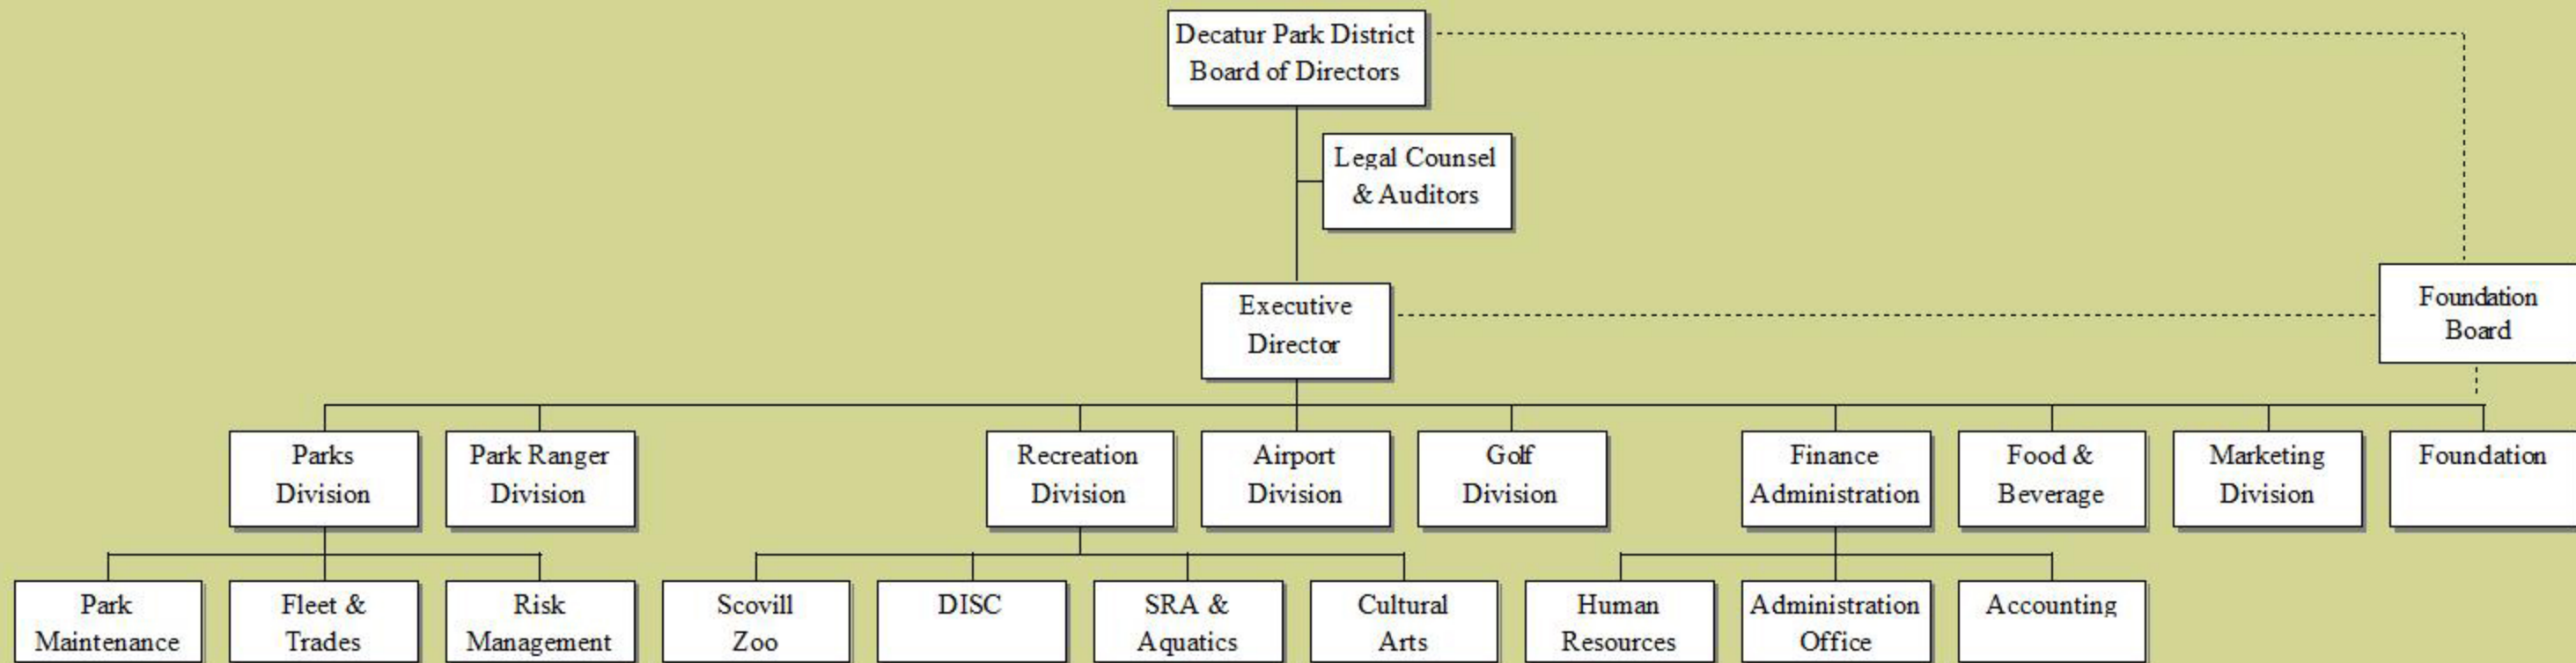 Decatur Park District
Board of Directors
Legal Counsel
& Auditors
Executive
Director
Foundation
Board
Parks
Division
Park Ranger
Division
Recreation
Division
Airport
Division
Golf
Division
Finance
Administration
Food &
Beverage
Marketing
Division
Foundation
Park
Maintenance
Fleet &
Trades
Risk
Management
Scovill
Zoo
DISC
SRA &
Aquatics
Cultural
Arts
Human
Resources
Administration
Office
Accounting